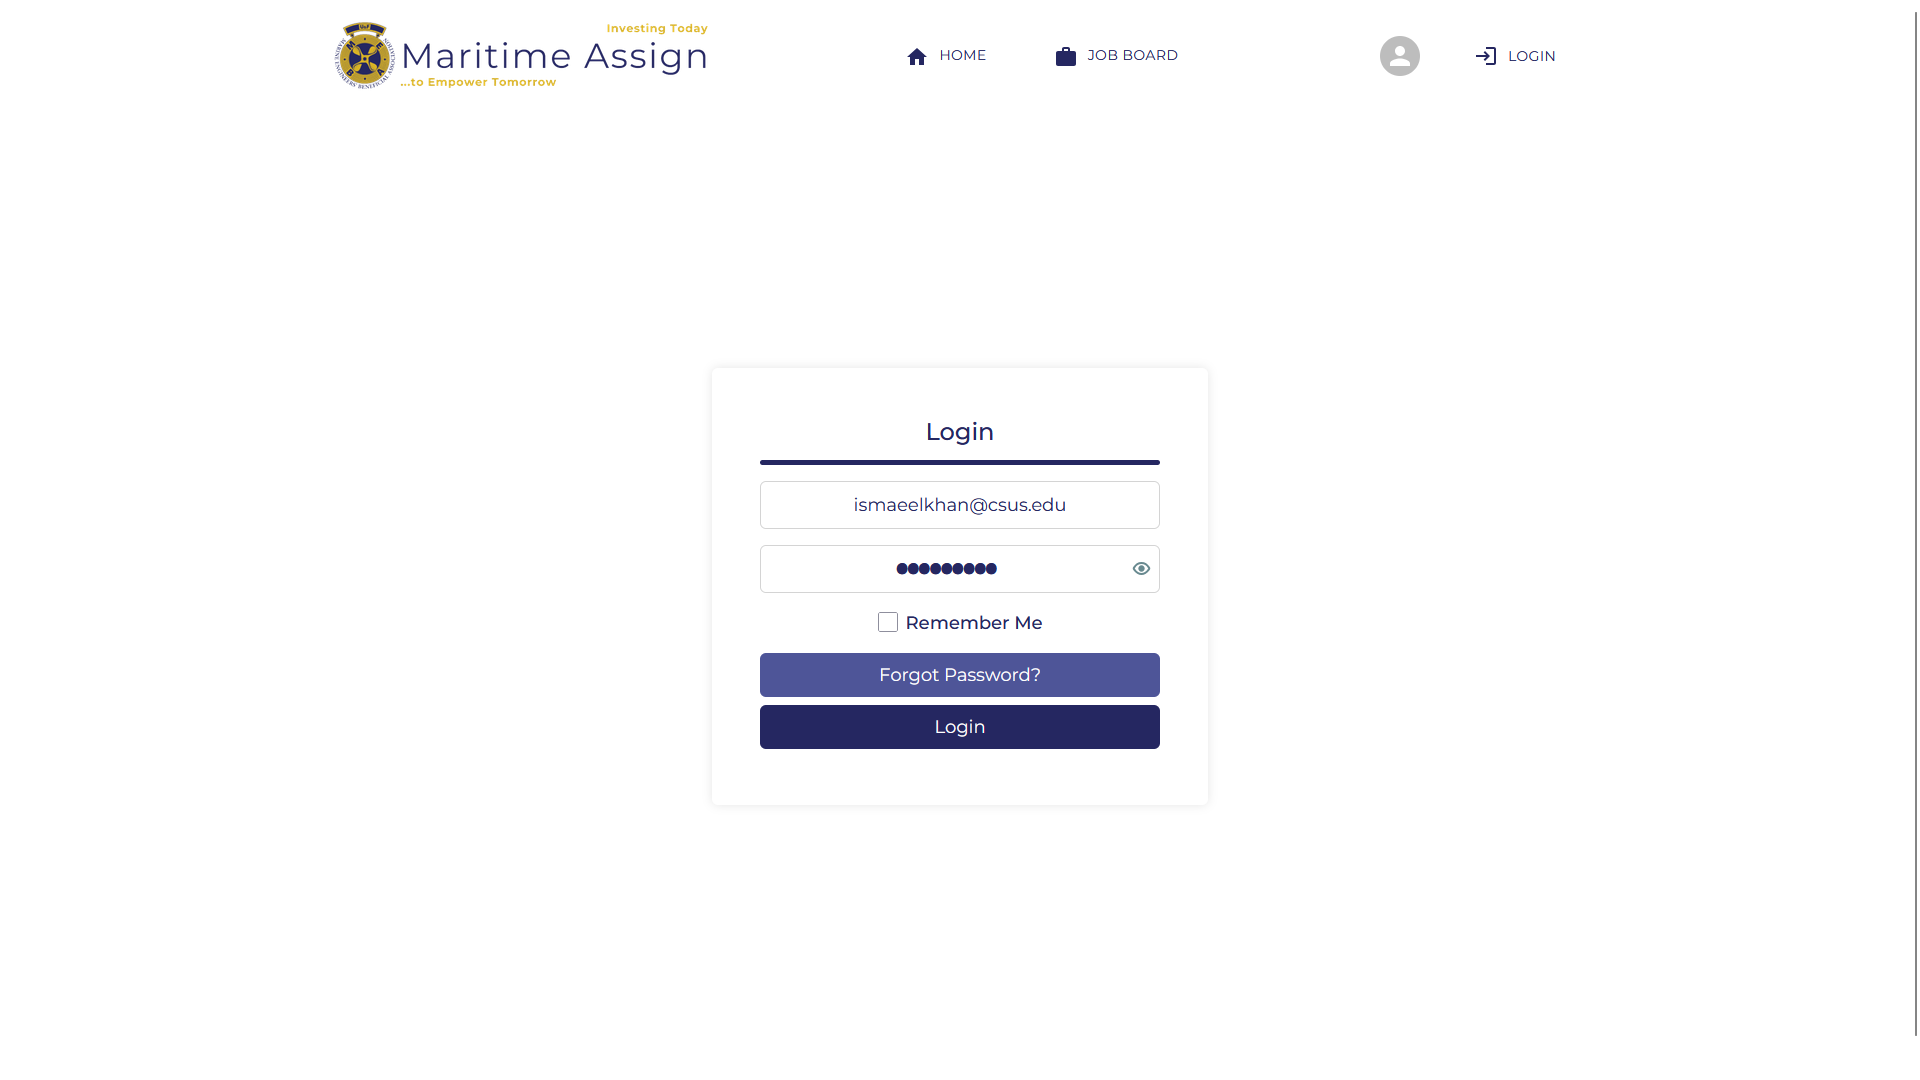 Investing Today
Maritime Assign
...to Empower Tomorrow
HOME
JOB BOARD
LOGIN
Login
ismaeelkhan@csus.edu
●●●●●●●●●
Remember Me
Forgot Password?
Login